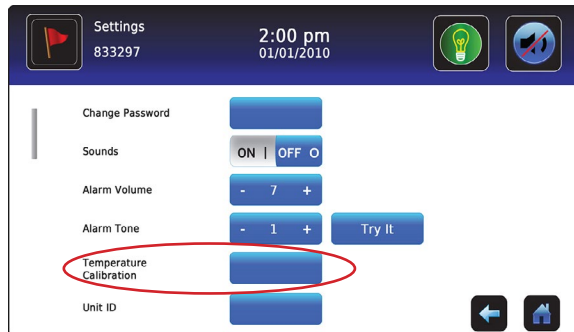 Settings
2:00 pm
833297
01/01/2010
Change Password
Sounds
ON | OFF O
Alarm Volume
- 7 +
Alarm Tone
- 1 + Try It
Temperature
Calibration
Unit ID